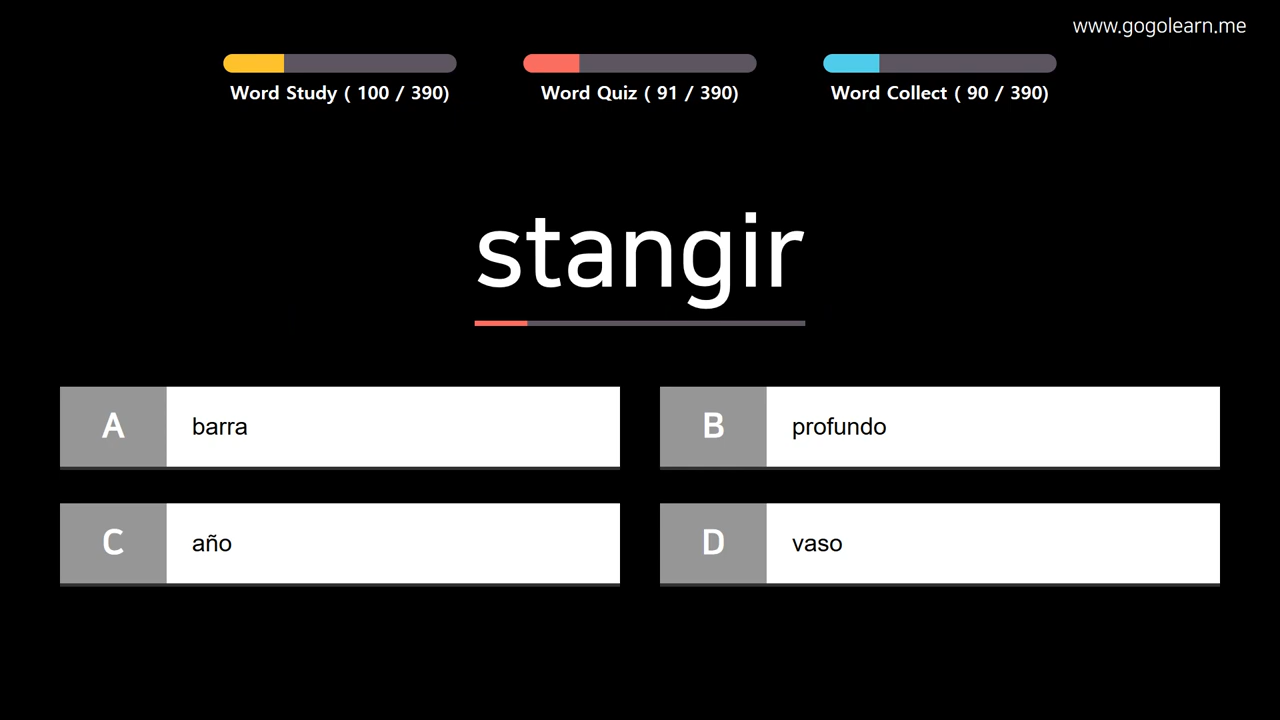 www.gogolearn.me
Word Study ( 100 / 390)
Word Quiz ( 91 / 390)
Word Collect ( 90 / 390)
stangir
A barra
B profundo
C año
D vaso